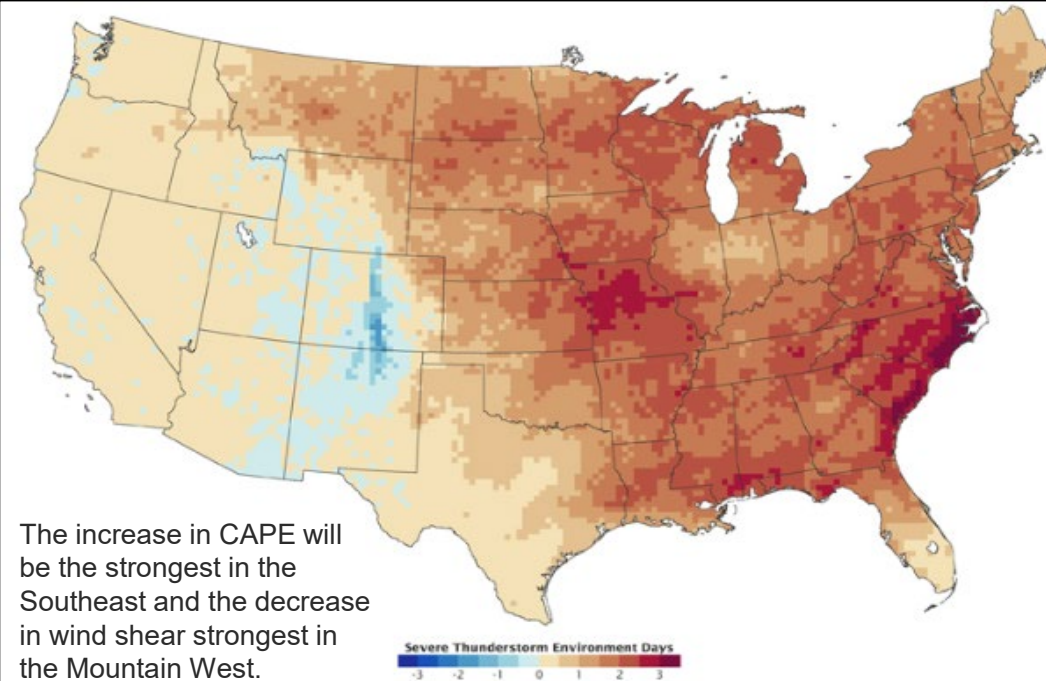 The increase in CAPE will
be the strongest in the
Southeast and the decrease
in wind shear strongest in
the Mountain West.
Severe Thunderstorm Environment Days
-3 -2 -1 0 1 2 3